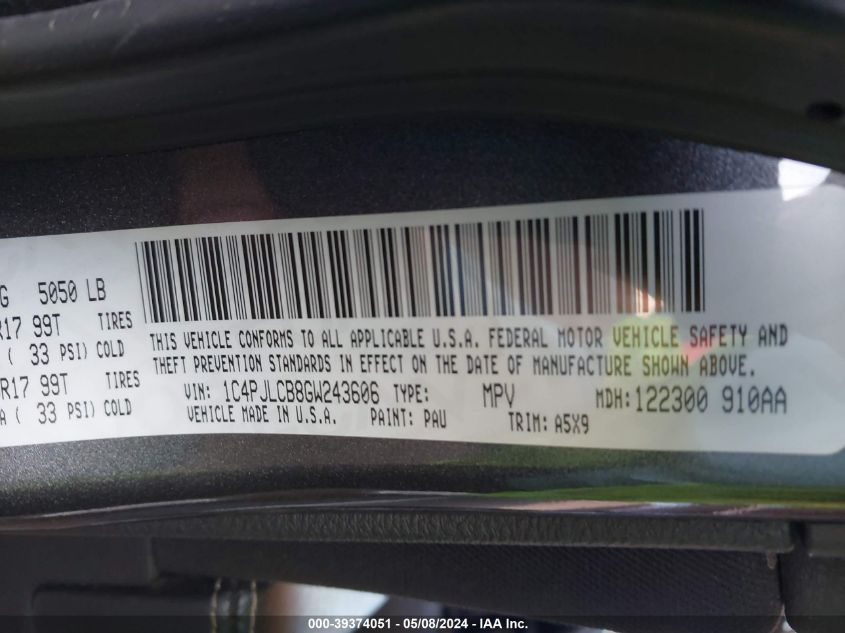 G 5050 LB
R17 99T TIRES
( 33 PSI) COLD
R17 99T TIRES
A ( 33 PSI) COLD
THIS VEHICLE CONFORMS TO ALL APPLICABLE U.S.A. FEDERAL MOTOR VEHICLE SAFETY AND
THEFT PREVENTION STANDARDS IN EFFECT ON THE DATE OF MANUFACTURE SHOWN ABOVE.
VIN: 1C4PJLCB8GW243606 TYPE: MPV MDH:122300 910AA
VEHICLE MADE IN U.S.A. PAINT: PAU TRIM: A5X9
000-39374051 - 05/08/2024 - IAA Inc.